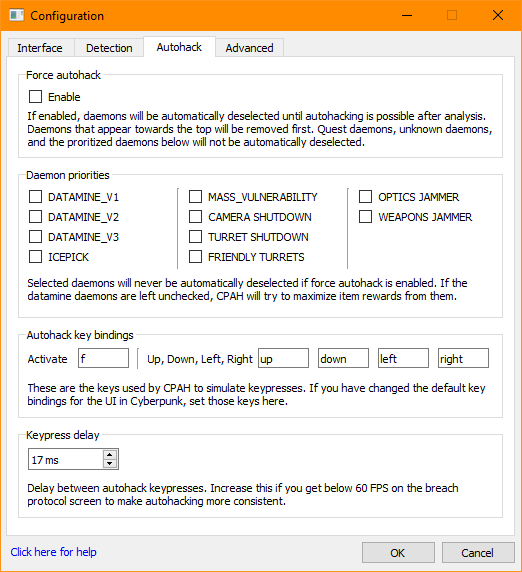 Configuration
Interface Detection Autohack Advanced
Force autohack
Enable
If enabled, daemons will be automatically deselected until autohacking is possible after analysis.
Daemons that appear towards the top will be removed first. Quest daemons, unknown daemons,
and the proritized daemons below will not be automatically deselected.
Daemon priorities
DATAMINE_V1 MASS_VULNERABILITY OPTICS JAMMER
DATAMINE_V2 CAMERA SHUTDOWN WEAPONS JAMMER
DATAMINE_V3 TURRET SHUTDOWN
ICEPICK FRIENDLY TURRETS
Selected daemons will never be automatically deselected if force autohack is enabled. If the
datamine daemons are left unchecked, CPAH will try to maximize item rewards from them.
Autohack key bindings
Activate f Up, Down, Left, Right up down left right
These are the keys used by CPAH to simulate keypresses. If you have changed the default key
bindings for the UI in Cyberpunk, set those keys here.
Keypress delay
17 ms
Delay between autohack keypresses. Increase this if you get below 60 FPS on the breach
protocol screen to make autohacking more consistent.
Click here for help OK Cancel